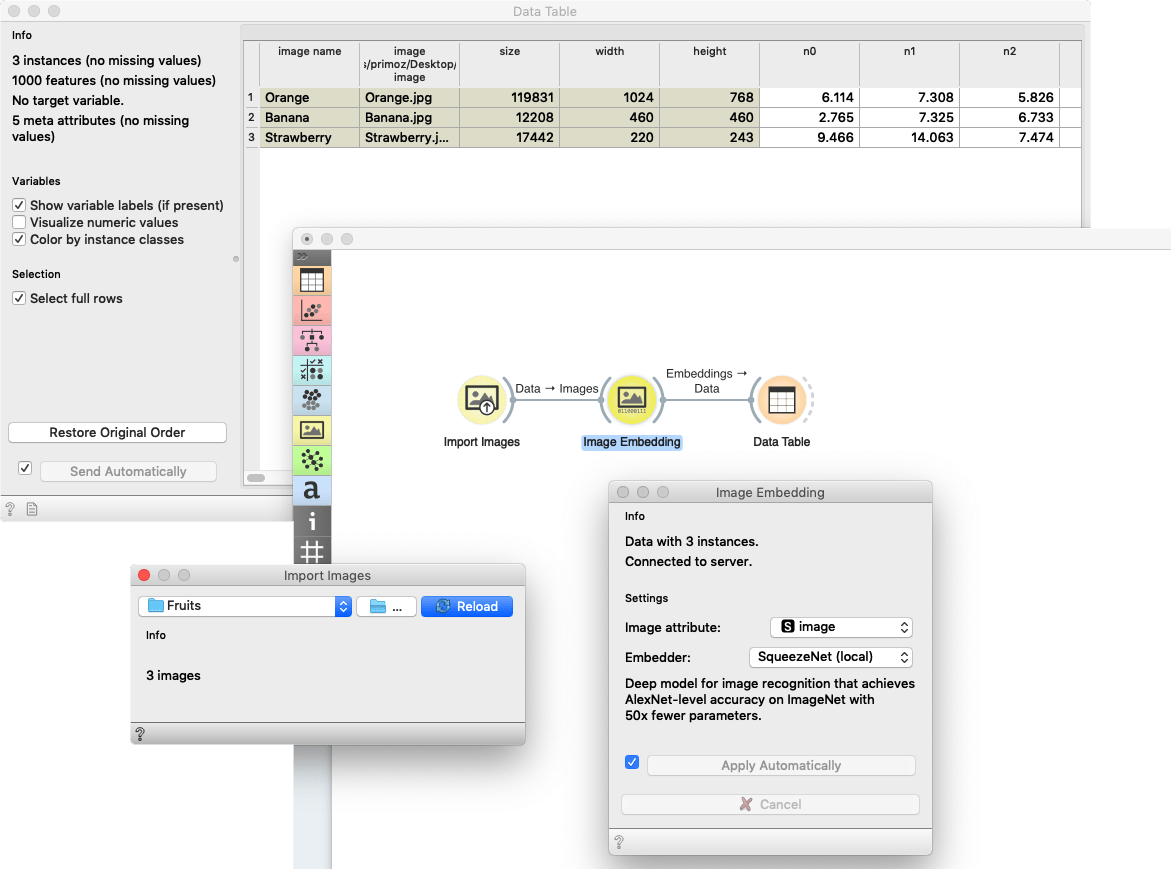 Data Table
Info
3 instances (no missing values)
1000 features (no missing values)
No target variable.
5 meta attributes (no missing
values)
Variables
Show variable labels (if present)
Visualize numeric values
Color by instance classes
Selection
Select full rows
Restore Original Order
Send Automatically
?
image name image size width height n0 n1 n2
s/primoz/Desktop/
image
1 Orange Orange.jpg 119831 1024 768 6.114 7.308 5.826
2 Banana Banana.jpg 12208 460 460 2.765 7.325 6.733
3 Strawberry Strawberry.j... 17442 220 243 9.466 14.063 7.474
>>
a
i
Data → Images
Embeddings →
Data
011000111
Import Images
Image Embedding
Data Table
Import Images
Fruits
...
Reload
Info
3 images
?
Image Embedding
Info
Data with 3 instances.
Connected to server.
Settings
Image attribute: S image
Embedder: SqueezeNet (local)
Deep model for image recognition that achieves
AlexNet-level accuracy on ImageNet with
50x fewer parameters.
Apply Automatically
Cancel
?